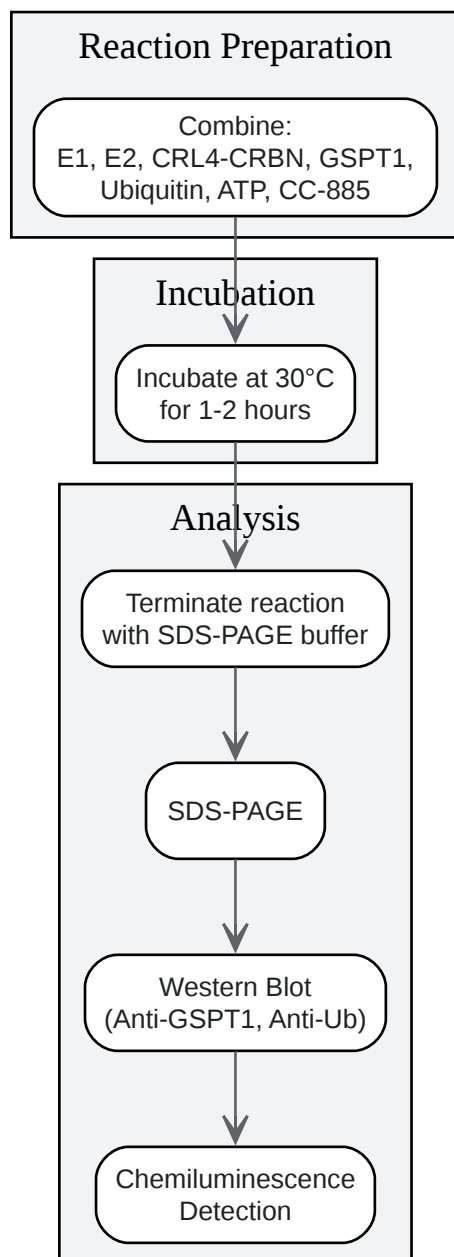 Reaction Preparation
Combine:
E1, E2, CRL4-CRBN, GSPT1,
Ubiquitin, ATP, CC-885
Incubation
Incubate at 30°C
for 1-2 hours
Analysis
Terminate reaction
with SDS-PAGE buffer
SDS-PAGE
Western Blot
(Anti-GSPT1, Anti-Ub)
Chemiluminescence
Detection